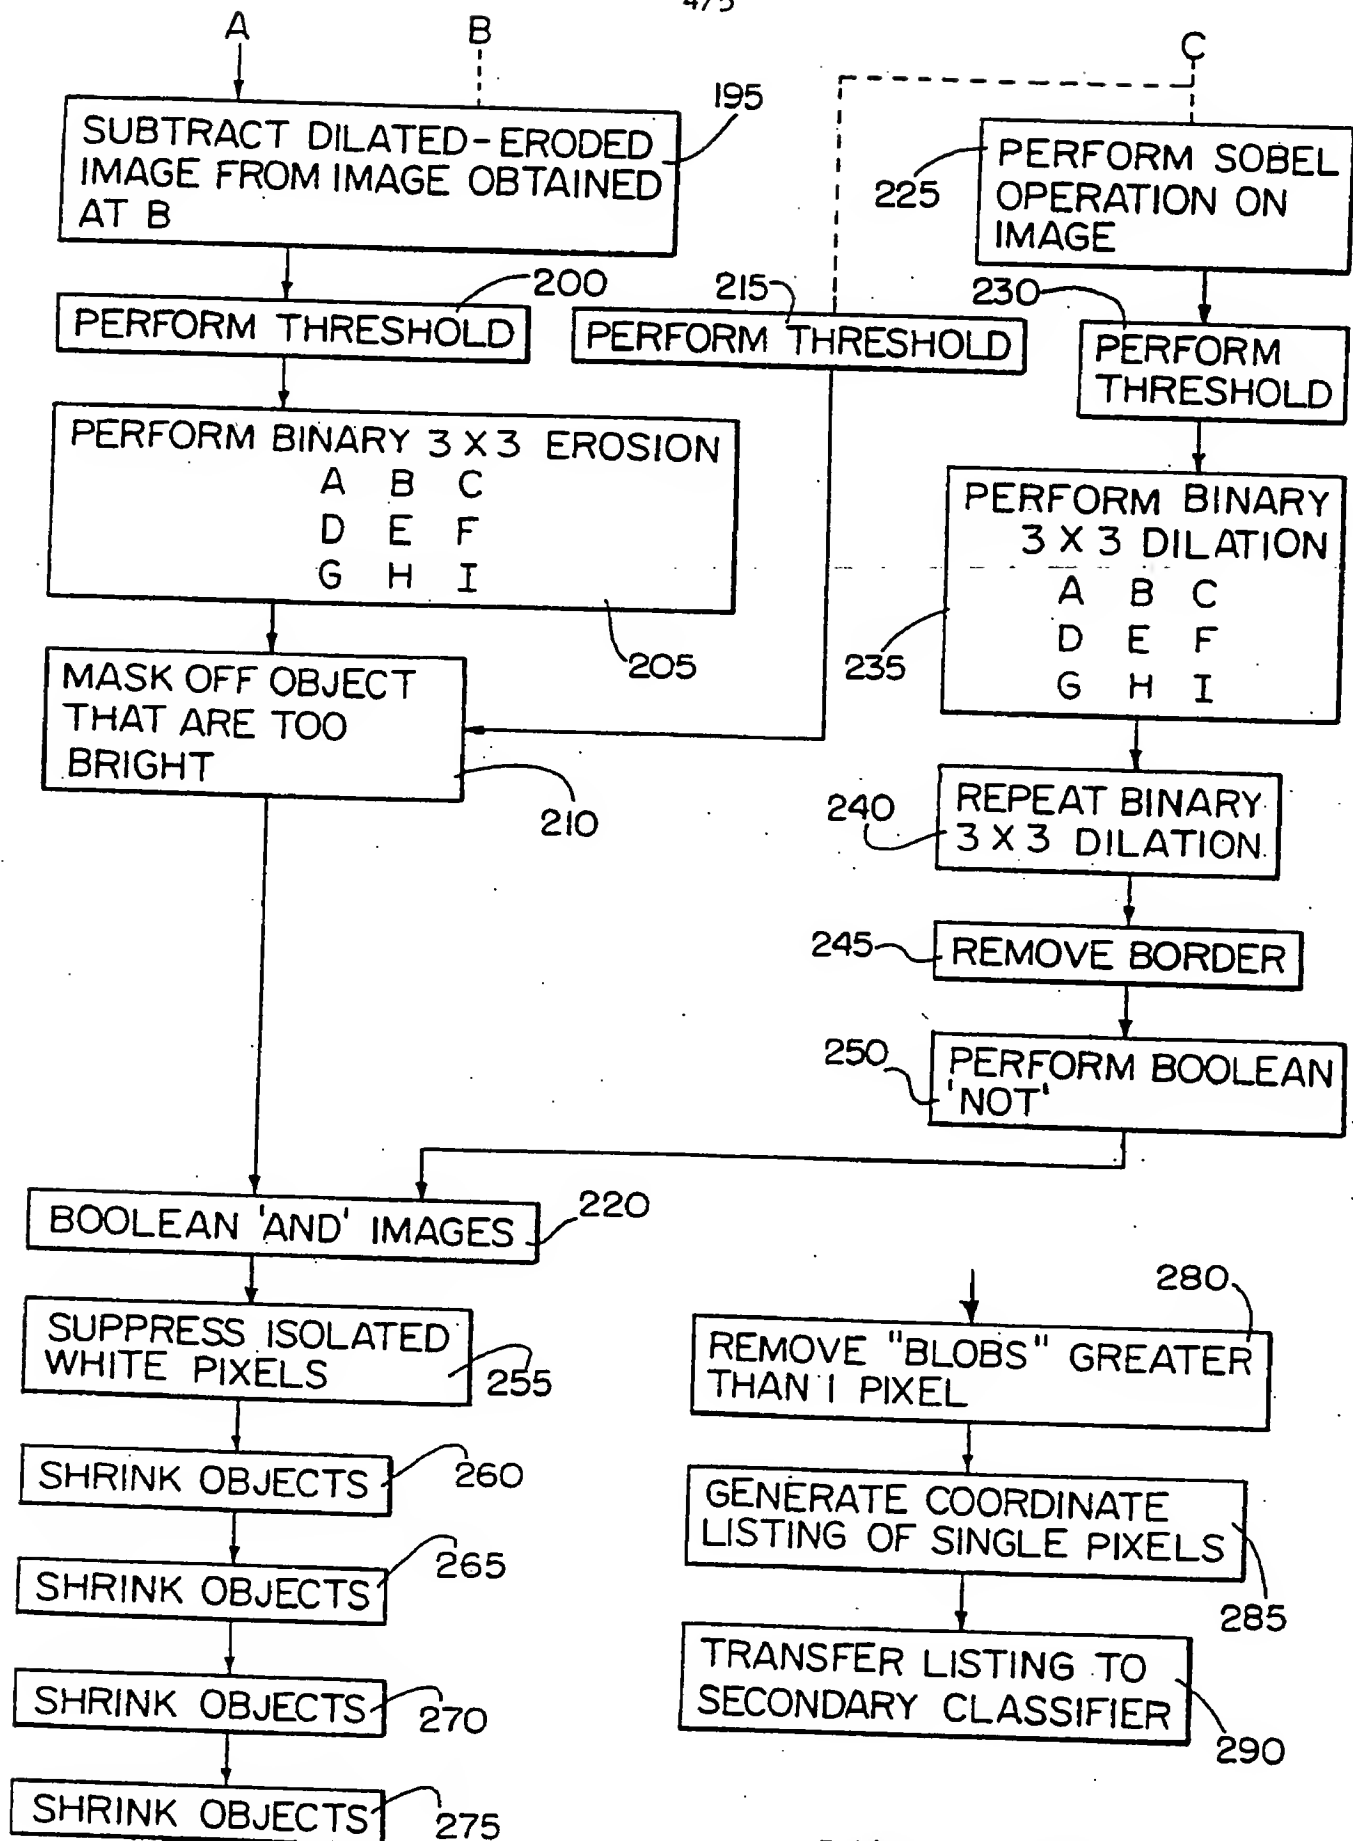 4/5
A
B
C
195
SUBTRACT DILATED-ERODED
IMAGE FROM IMAGE OBTAINED
AT B
225
PERFORM SOBEL
OPERATION ON
IMAGE
200
PERFORM THRESHOLD
215
PERFORM THRESHOLD
230
PERFORM
THRESHOLD
PERFORM BINARY 3 X 3 EROSION
A B C
D E F
G H I
205
PERFORM BINARY
3 X 3 DILATION
A B C
D E F
G H I
235
MASK OFF OBJECT
THAT ARE TOO
BRIGHT
210
240
REPEAT BINARY
3 X 3 DILATION
245
REMOVE BORDER
250
PERFORM BOOLEAN
'NOT'
BOOLEAN 'AND' IMAGES
220
SUPPRESS ISOLATED
WHITE PIXELS
255
SHRINK OBJECTS
260
SHRINK OBJECTS
265
SHRINK OBJECTS
270
SHRINK OBJECTS
275
280
REMOVE "BLOBS" GREATER
THAN 1 PIXEL
GENERATE COORDINATE
LISTING OF SINGLE PIXELS
285
TRANSFER LISTING TO
SECONDARY CLASSIFIER
290